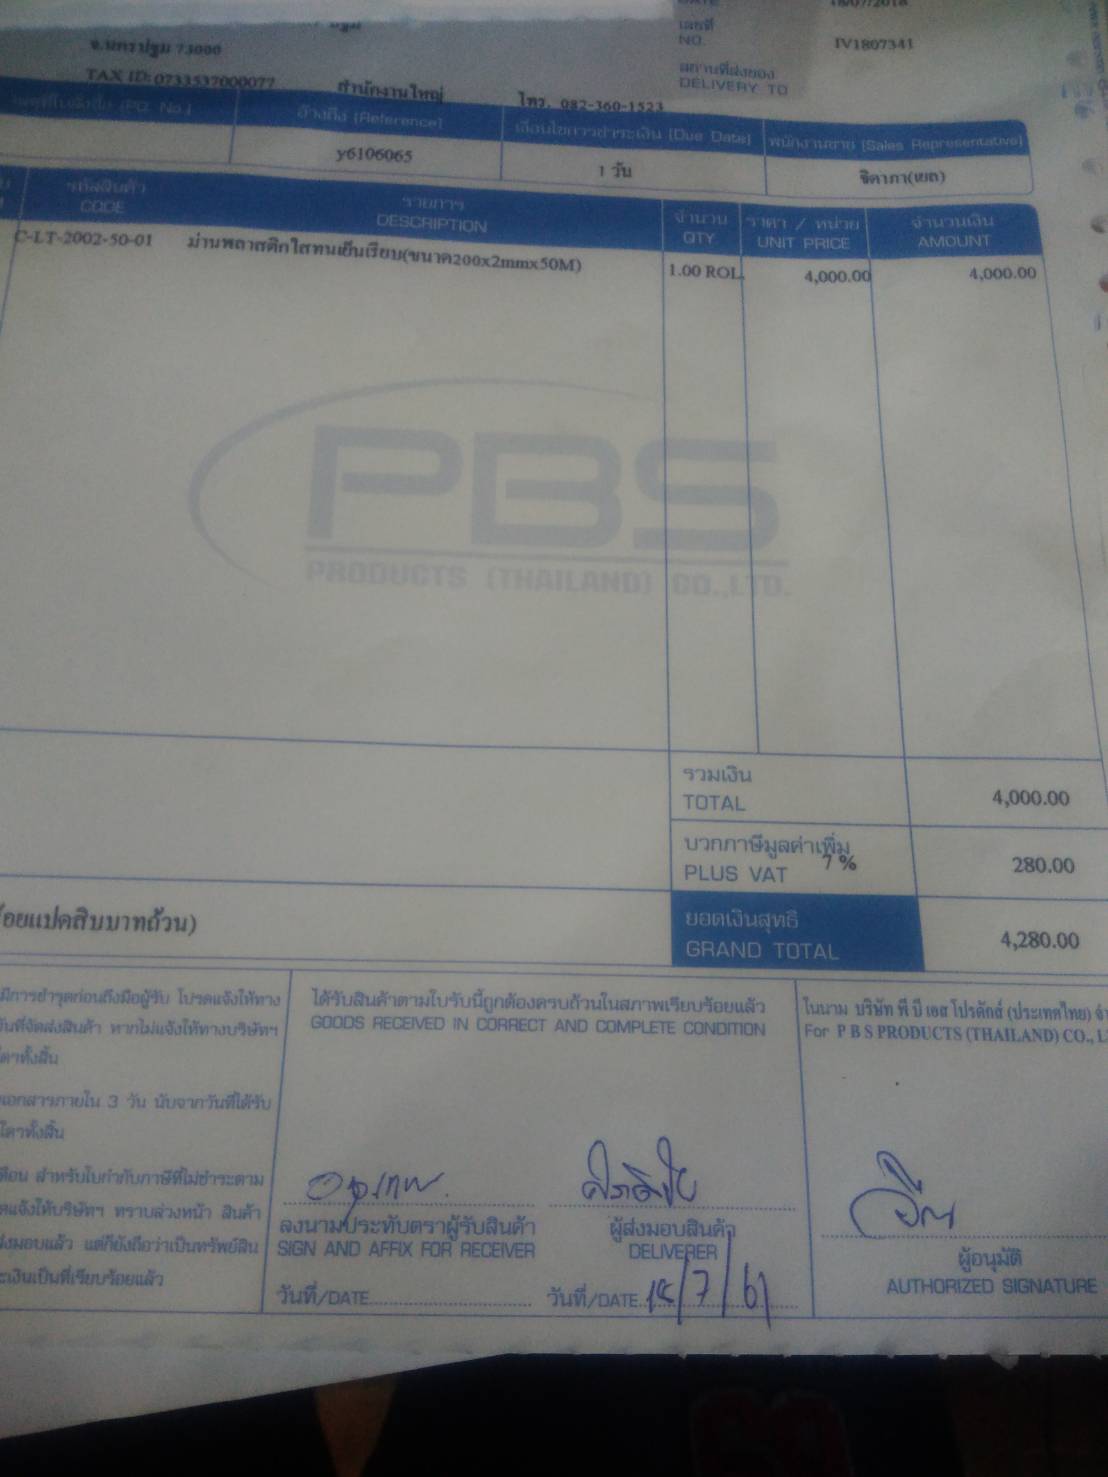 DATE 18/07/2018
จ.นครปฐม 73000
เลขที่
NO. IV1807341
TAX ID: 0733537000077 สำนักงานใหญ่ โทร. 082-360-1523
สถานที่ส่งของ
DELIVERY TO
(PO. No.) อ้างถึง (Reference) เงื่อนไขการชำระเงิน (Due Date) พนักงานขาย (Sales Representative)
y6106065 1 วัน ธิดาภา(เยล)
รหัสสินค้า รายการ จำนวน ราคา / หน่วย จำนวนเงิน
CODE DESCRIPTION QTY UNIT PRICE AMOUNT
C-LT-2002-50-01 ม่านพลาสติกใสทนเย็นเรียบ(ขนาด200x2mmx50M) 1.00 ROL. 4,000.00 4,000.00
PBS
PRODUCTS (THAILAND) CO.,LTD.
รวมเงิน
TOTAL 4,000.00
บวกภาษีมูลค่าเพิ่ม
PLUS VAT 7 % 280.00
้อยแปดสิบบาทถ้วน)
ยอดเงินสุทธิ
GRAND TOTAL 4,280.00
มีการชำรุดก่อนถึงมือผู้รับ โปรดแจ้งให้ทาง
วันที่จัดส่งสินค้า หากไม่แจ้งให้ทางบริษัทฯ
ใดๆทั้งสิ้น
เอกสารภายใน 3 วัน นับจากวันที่ได้รับ
ใดๆทั้งสิ้น
เดือน สำหรับใบกำกับภาษีที่ไม่ชำระตาม
ดแจ้งให้บริษัทฯ ทราบล่วงหน้า สินค้า
ส่งมอบแล้ว แต่ก็ยังถือว่าเป็นทรัพย์สิน
ะเงินเป็นที่เรียบร้อยแล้ว
ได้รับสินค้าตามใบรับนี้ถูกต้องครบถ้วนในสภาพเรียบร้อยแล้ว
GOODS RECEIVED IN CORRECT AND COMPLETE CONDITION
ลงนามประทับตราผู้รับสินค้า
SIGN AND AFFIX FOR RECEIVER
วันที่/DATE
ผู้ส่งมอบสินค้า
DELIVERER
วันที่/DATE 18/7/61
ในนาม บริษัท พี บี เอส โปรดักส์ (ประเทศไทย) จำ
For P B S PRODUCTS (THAILAND) CO., L
ผู้อนุมัติ
AUTHORIZED SIGNATURE